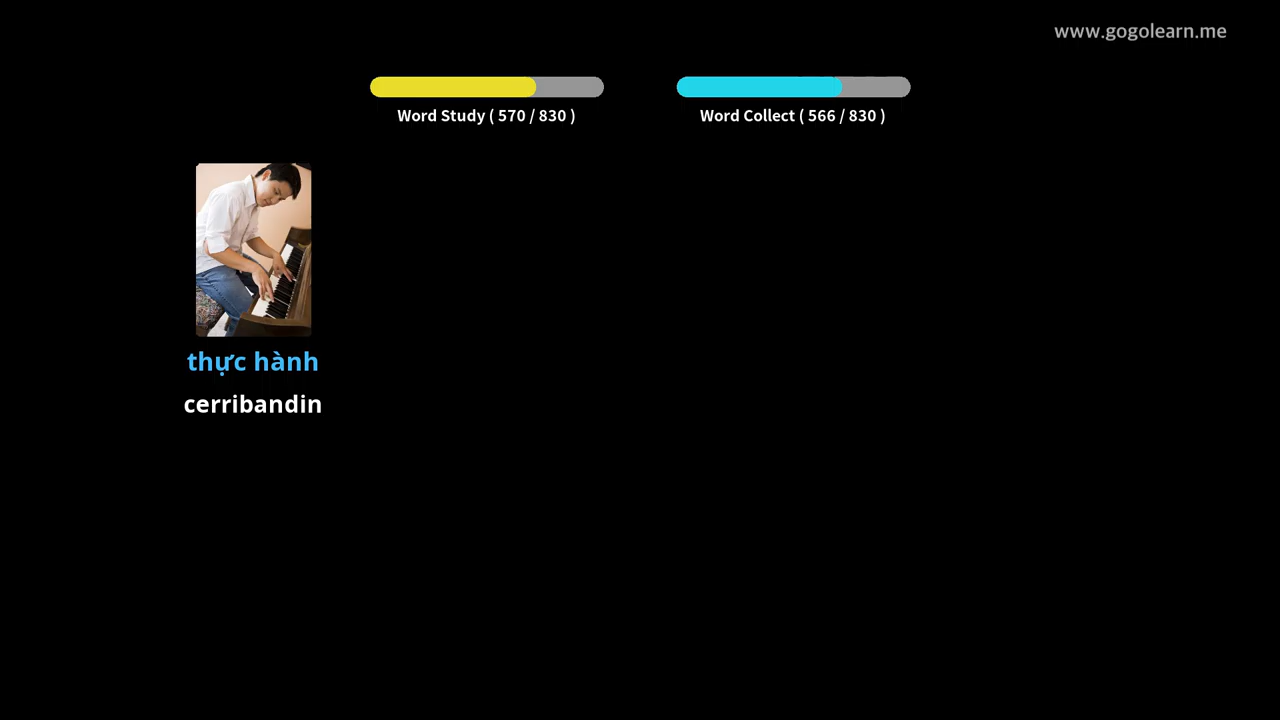 www.gogolearn.me
Word Study ( 570 / 830 )
Word Collect ( 566 / 830 )
thực hành
cerribandin